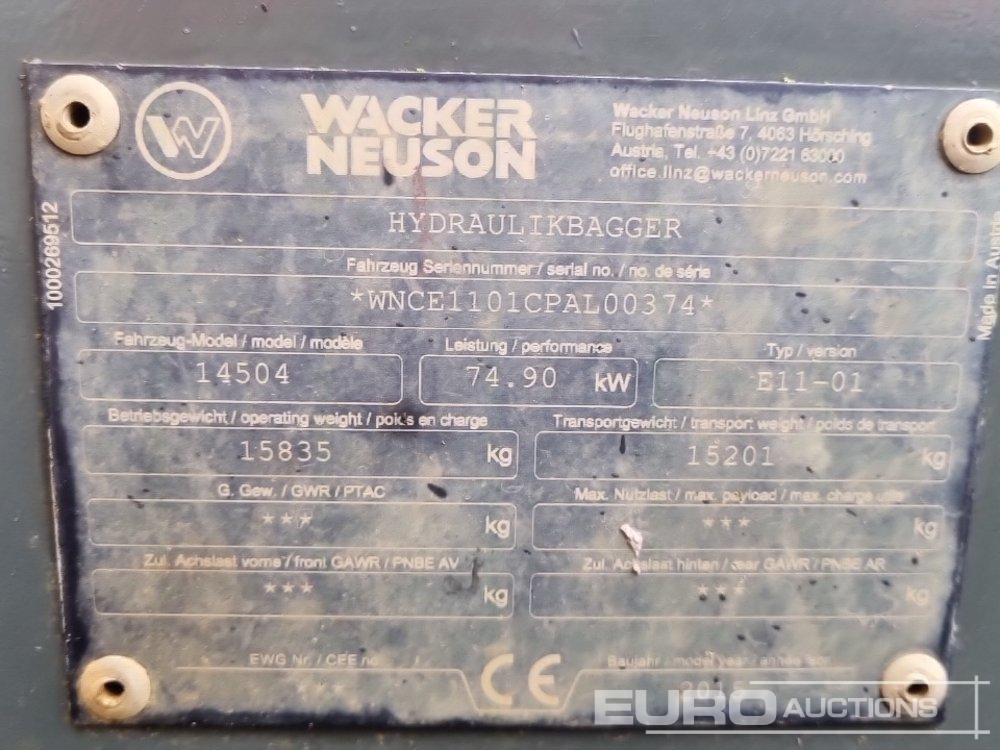 WACKER
NEUSON
Wacker Neuson Linz GmbH
Flughafenstraße 7, 4063 Hörsching
Austria, Tel. +43 (0)7221 63000
office.linz@wackerneuson.com
1000269512
HYDRAULIKBAGGER
Fahrzeug Seriennummer / serial no. / no. de série
*WNCE1101CPAL00374*
Made in Austria
Fahrzeug-Model / model / modèle
14504
Leistung / performance
74.90 kW
Typ / version
E11-01
Betriebsgewicht / operating weight / poids en charge
15835 kg
Transportgewicht / transport weight / poids de transport
15201 kg
G. Gew. / GWR / PTAC
*** kg
Max. Nutzlast / max. payload / max. charge utile
*** kg
Zul. Achslast vorne / front GAWR / PNBE AV
*** kg
Zul. Achslast hinten / rear GAWR / PNBE AR
*** kg
EWG Nr. / CEE no
CE
Baujahr / model year / année
EURO AUCTIONS